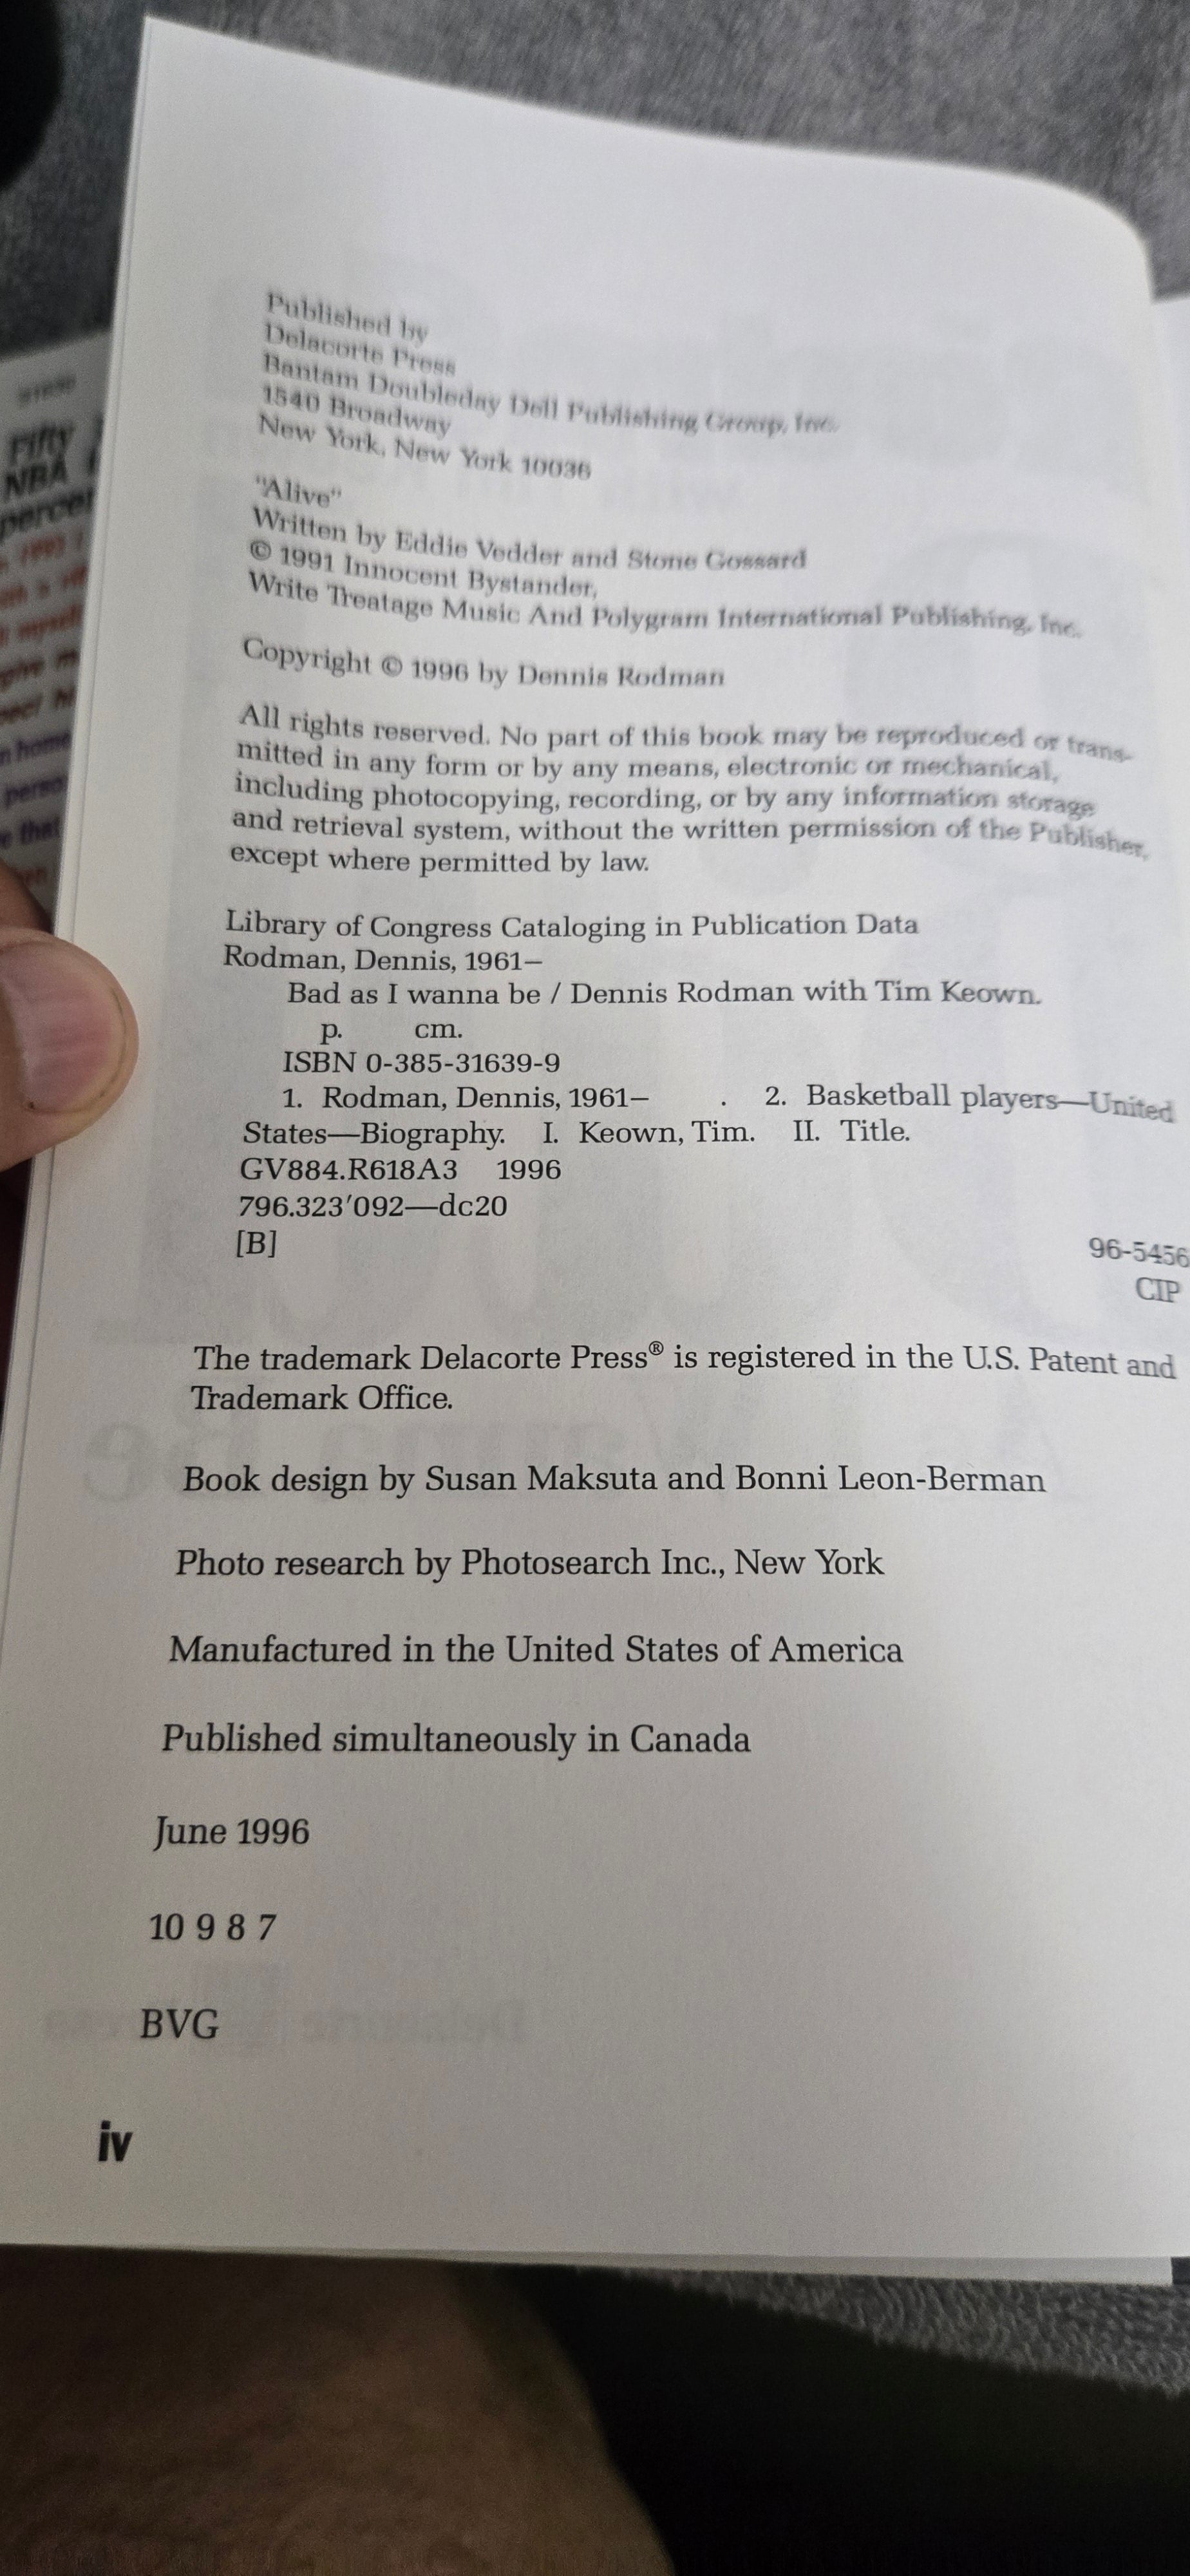 Published by
Delacorte Press
Bantam Doubleday Dell Publishing Group, Inc.
1540 Broadway
New York, New York 10036
"Alive"
Written by Eddie Vedder and Stone Gossard
© 1991 Innocent Bystander,
Write Treatage Music And Polygram International Publishing, Inc.
Copyright © 1996 by Dennis Rodman
All rights reserved. No part of this book may be reproduced or trans-
mitted in any form or by any means, electronic or mechanical,
including photocopying, recording, or by any information storage
and retrieval system, without the written permission of the Publisher,
except where permitted by law.
Library of Congress Cataloging in Publication Data
Rodman, Dennis, 1961–
Bad as I wanna be / Dennis Rodman with Tim Keown.
p. cm.
ISBN 0-385-31639-9
1. Rodman, Dennis, 1961– . 2. Basketball players—United
States—Biography. I. Keown, Tim. II. Title.
GV884.R618A3 1996
796.323′092—dc20
[B]
96-5456
CIP
The trademark Delacorte Press® is registered in the U.S. Patent and
Trademark Office.
Book design by Susan Maksuta and Bonni Leon-Berman
Photo research by Photosearch Inc., New York
Manufactured in the United States of America
Published simultaneously in Canada
June 1996
10 9 8 7
BVG
iv
Fifty
NBA